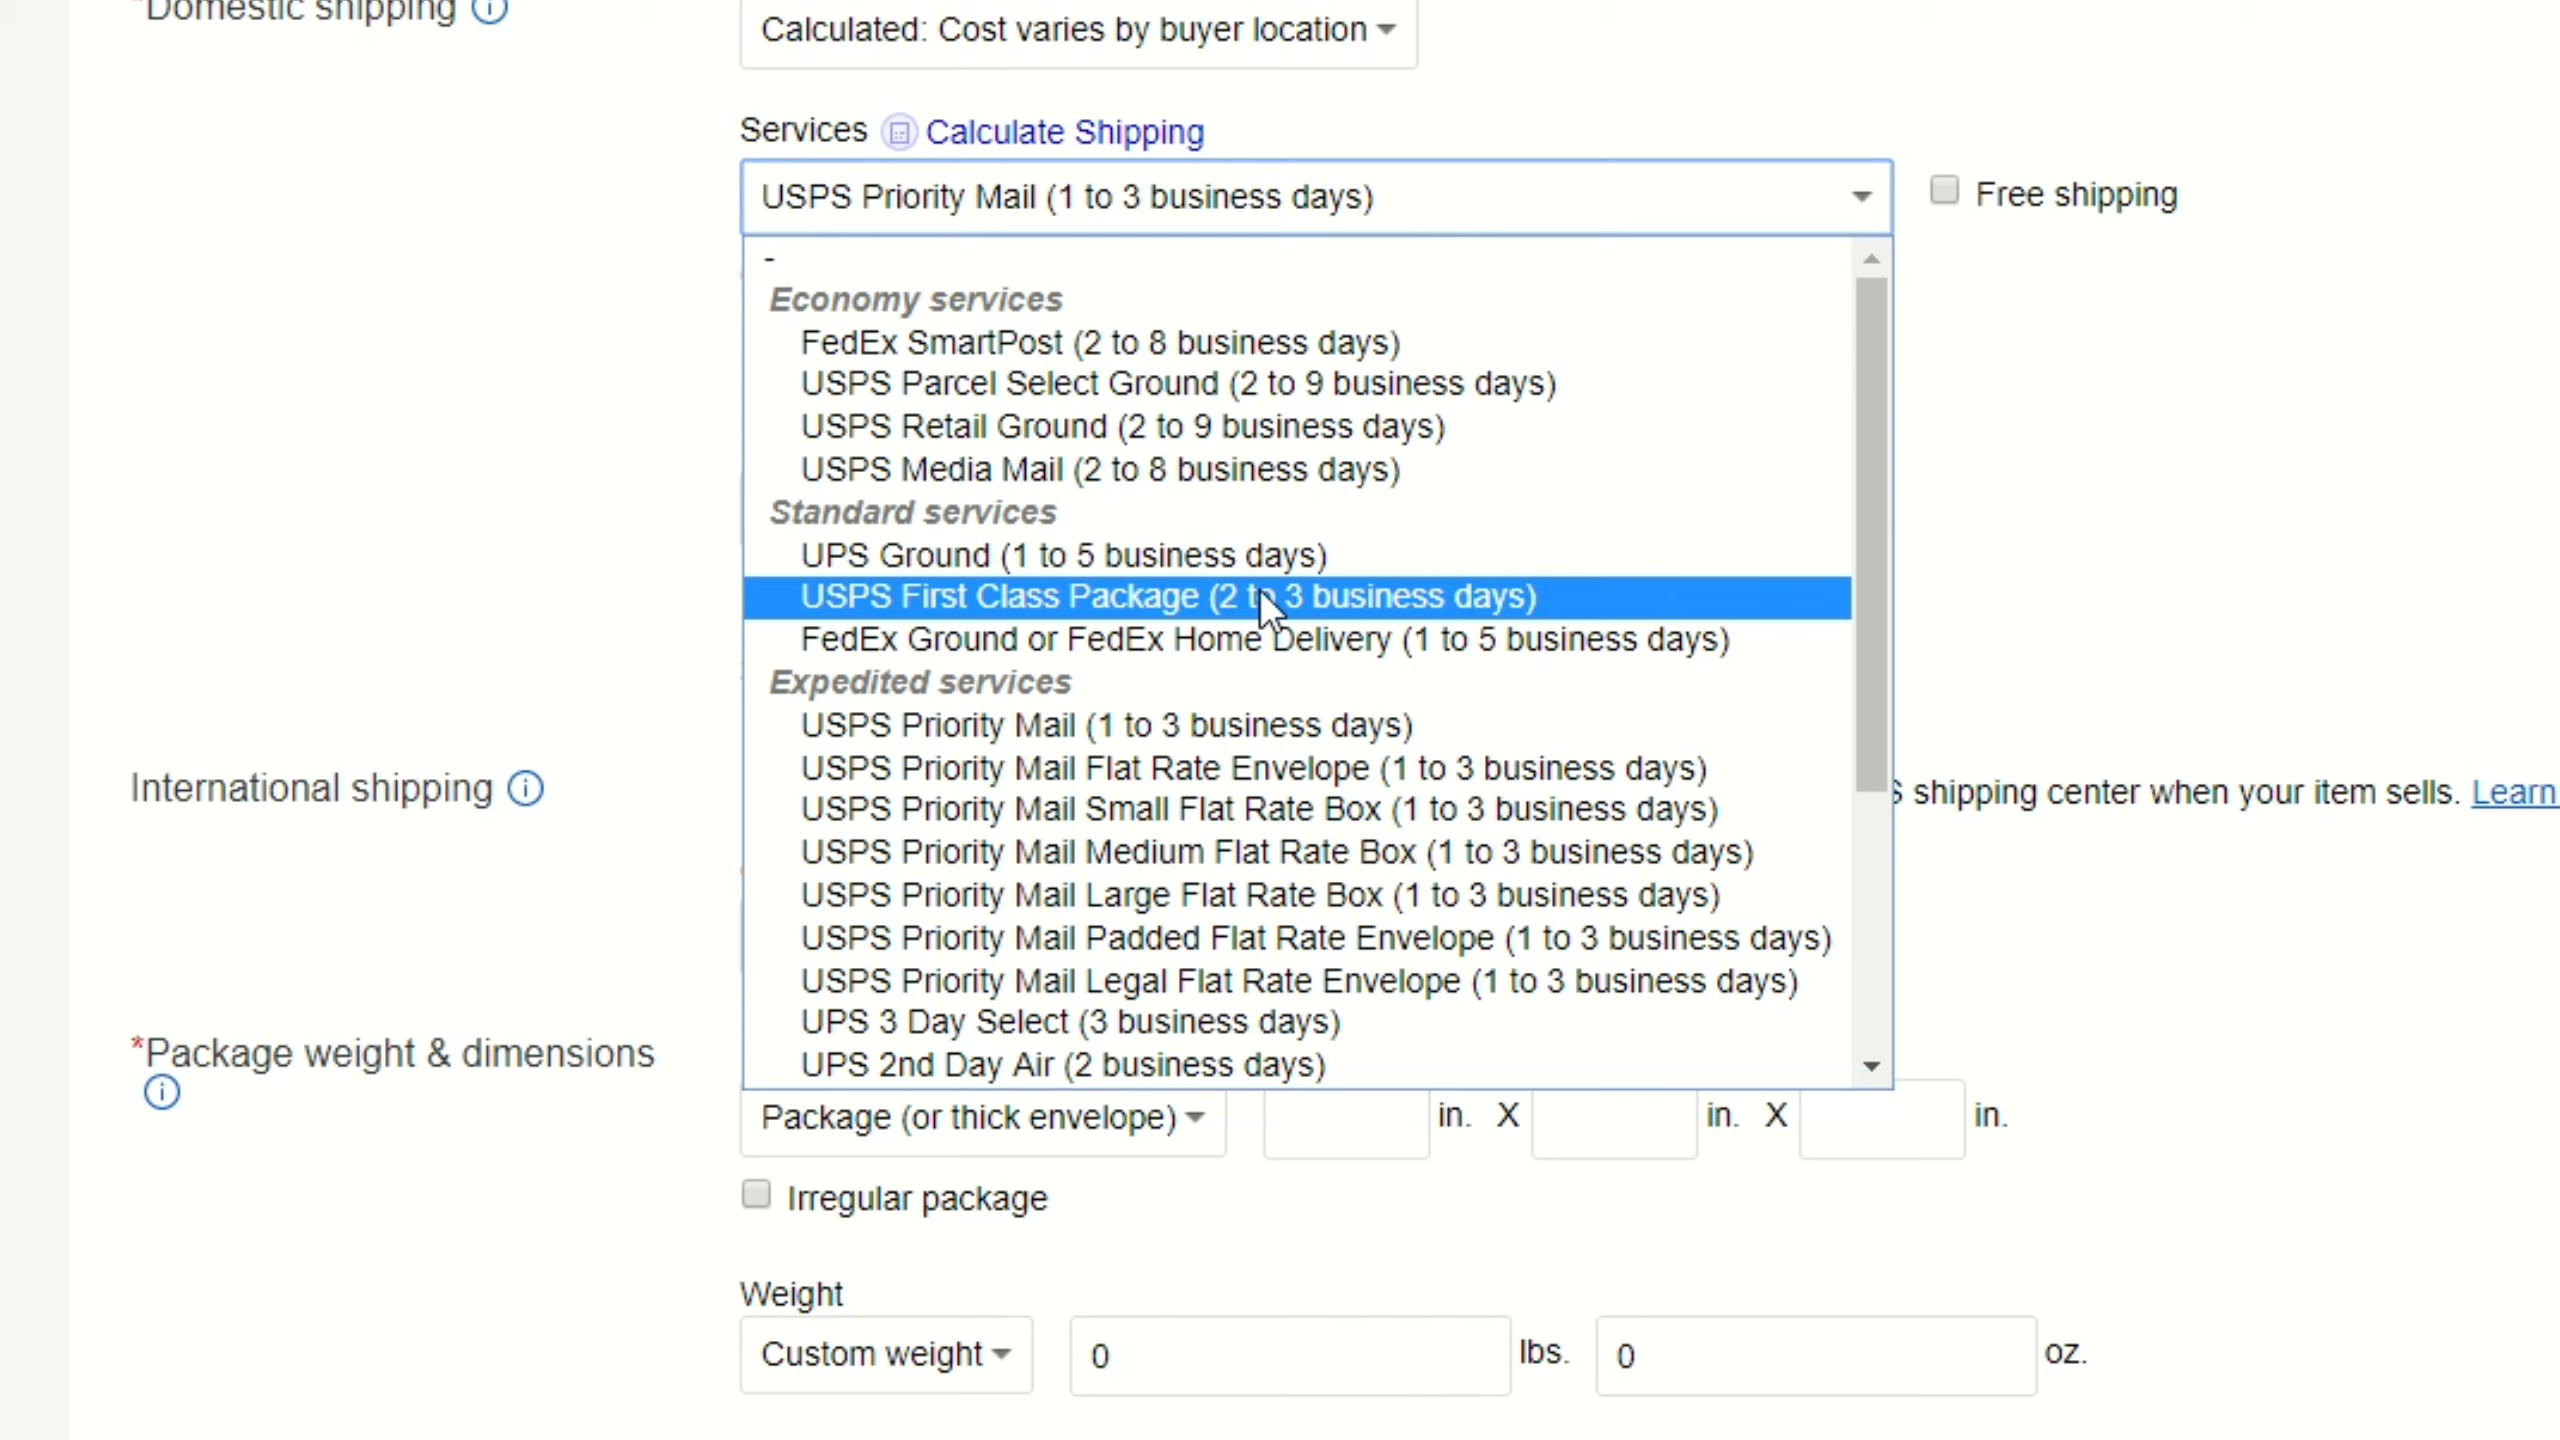 *Domestic shipping
Calculated: Cost varies by buyer location
Services Calculate Shipping
USPS Priority Mail (1 to 3 business days)
Free shipping
-
Economy services
FedEx SmartPost (2 to 8 business days)
USPS Parcel Select Ground (2 to 9 business days)
USPS Retail Ground (2 to 9 business days)
USPS Media Mail (2 to 8 business days)
Standard services
UPS Ground (1 to 5 business days)
USPS First Class Package (2 to 3 business days)
FedEx Ground or FedEx Home Delivery (1 to 5 business days)
Expedited services
USPS Priority Mail (1 to 3 business days)
USPS Priority Mail Flat Rate Envelope (1 to 3 business days)
USPS Priority Mail Small Flat Rate Box (1 to 3 business days)
USPS Priority Mail Medium Flat Rate Box (1 to 3 business days)
USPS Priority Mail Large Flat Rate Box (1 to 3 business days)
USPS Priority Mail Padded Flat Rate Envelope (1 to 3 business days)
USPS Priority Mail Legal Flat Rate Envelope (1 to 3 business days)
UPS 3 Day Select (3 business days)
UPS 2nd Day Air (2 business days)
International shipping
shipping center when your item sells. Learn
*Package weight & dimensions
Package (or thick envelope) in. X in. X in.
Irregular package
Weight
Custom weight 0 lbs. 0 oz.